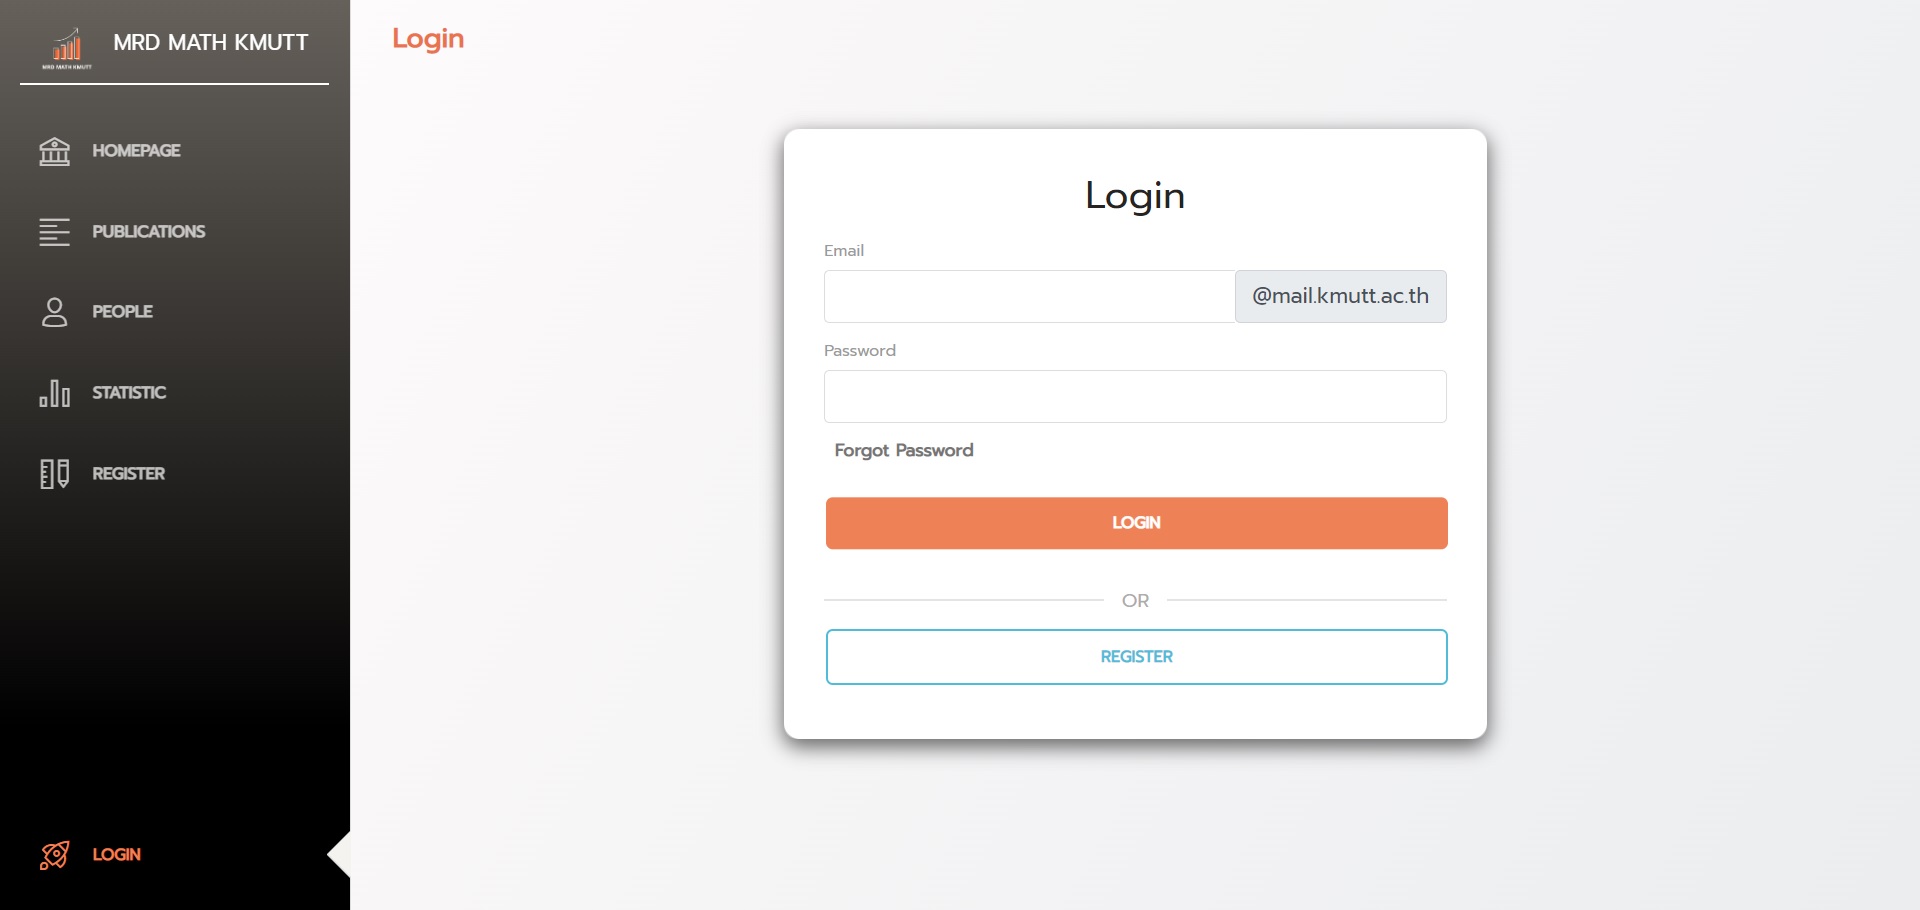 MRD MATH KMUTT
MRD MATH KMUTT
HOMEPAGE
PUBLICATIONS
PEOPLE
STATISTIC
REGISTER
LOGIN
Login
Login
Email
@mail.kmutt.ac.th
Password
Forgot Password
LOGIN
OR
REGISTER